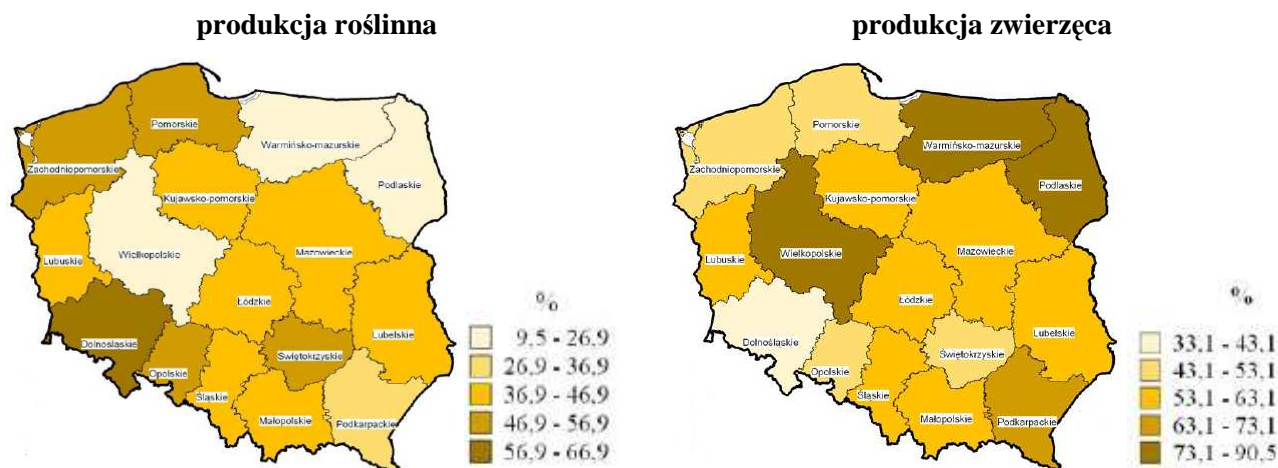 produkcja roślinna
Pomorskie
Warmińsko-mazurskie
Zachodniopomorskie
Podlaskie
Kujawsko-pomorskie
Wielkopolskie
Mazowieckie
Lubuskie
Łódzkie
Lubelskie
Dolnośląskie
Świętokrzyskie
Opolskie
Śląskie
Małopolskie
Podkarpackie
%
9,5 - 26,9
26,9 - 36,9
36,9 - 46,9
46,9 - 56,9
56,9 - 66,9
produkcja zwierzęca
Pomorskie
Warmińsko-mazurskie
Zachodniopomorskie
Podlaskie
Kujawsko-pomorskie
Wielkopolskie
Mazowieckie
Lubuskie
Łódzkie
Lubelskie
Dolnośląskie
Świętokrzyskie
Opolskie
Śląskie
Małopolskie
Podkarpackie
%
33,1 - 43,1
43,1 - 53,1
53,1 - 63,1
63,1 - 73,1
73,1 - 90,5